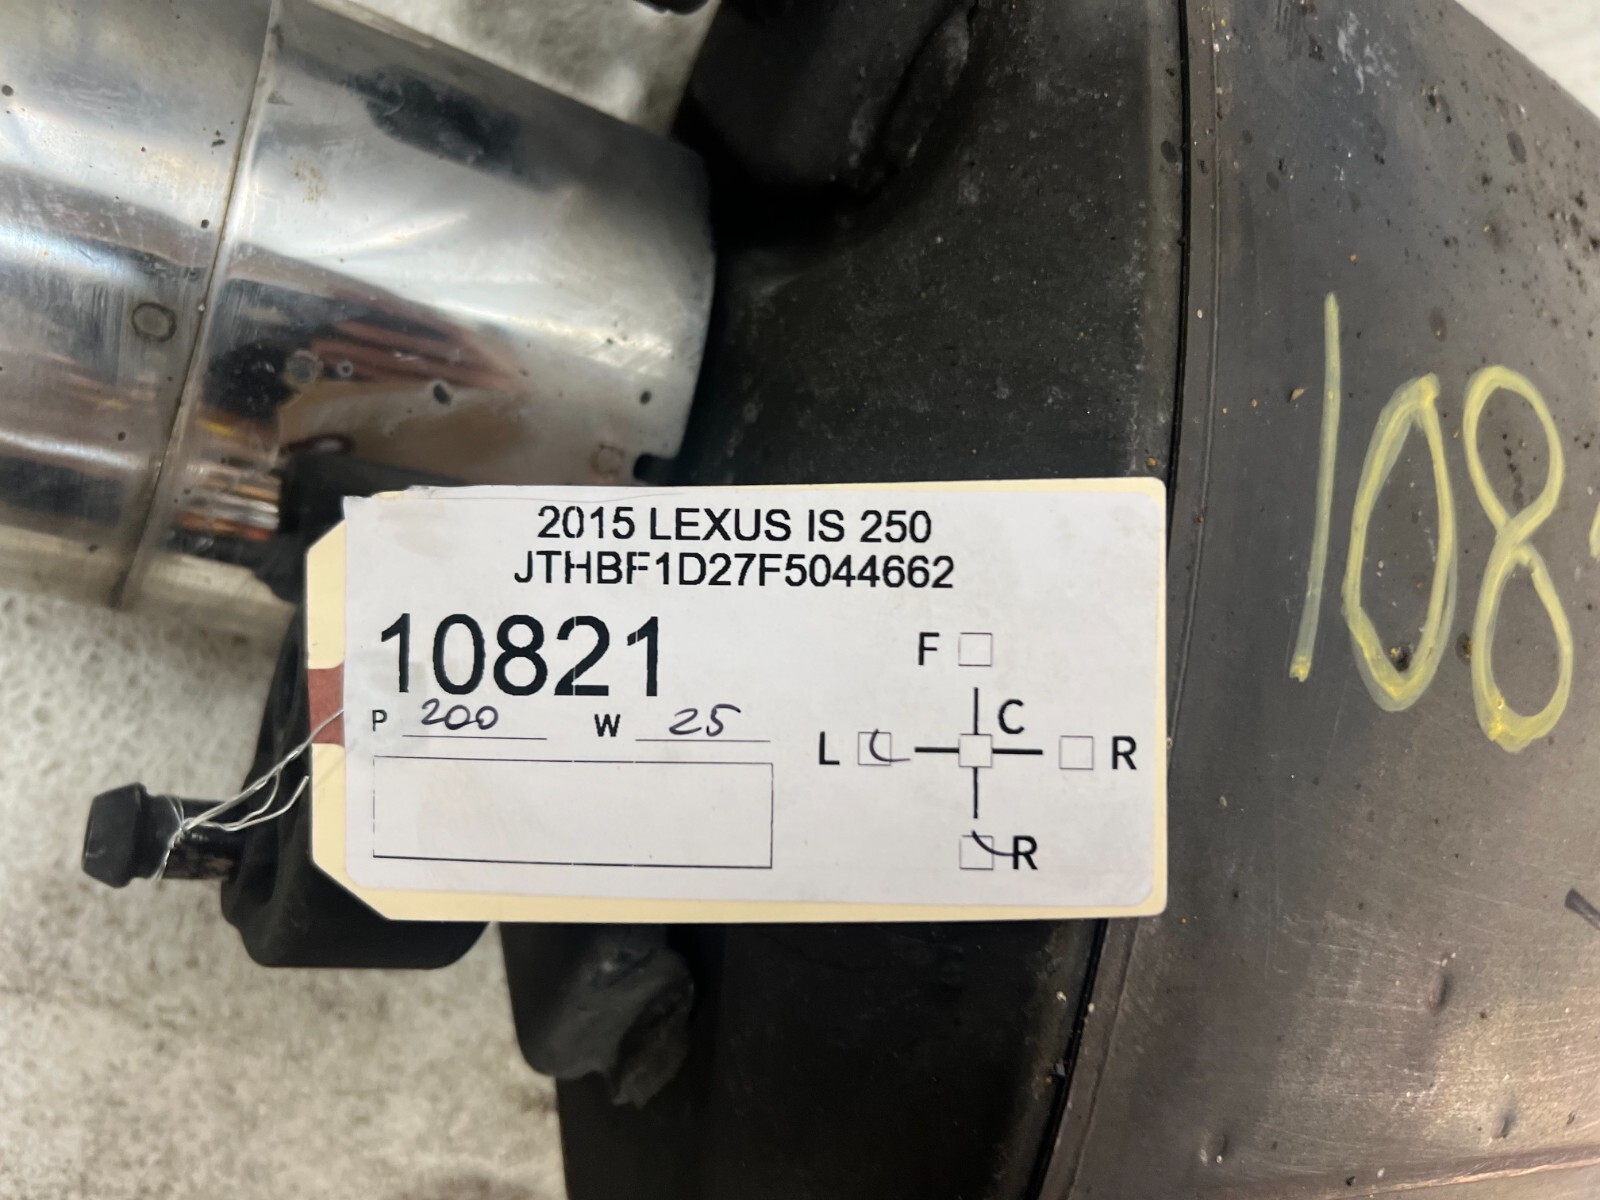 2015 LEXUS IS 250
JTHBF1D27F5044662
10821
P 200 W 25
F
C
L R
R
108